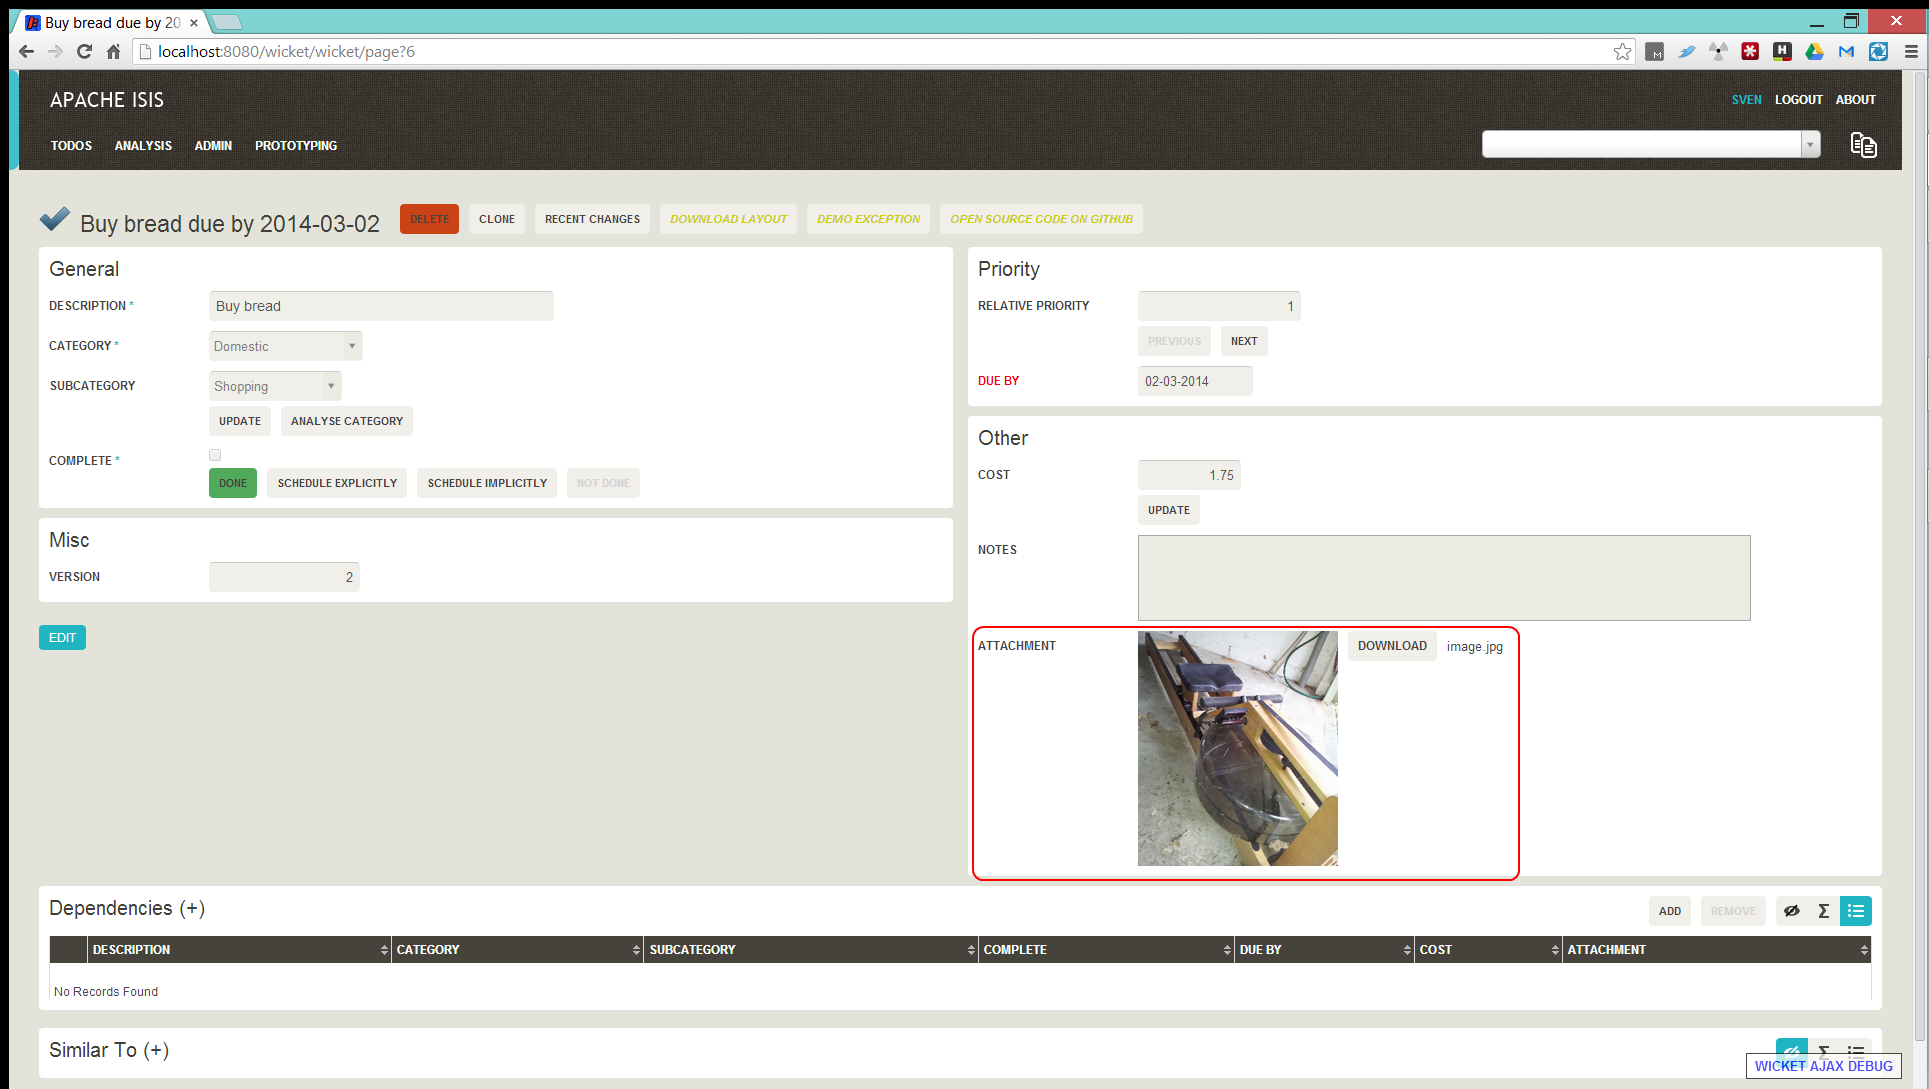 Buy bread due by 20
localhost:8080/wicket/wicket/page?6
APACHE ISIS
SVEN LOGOUT ABOUT
TODOS ANALYSIS ADMIN PROTOTYPING
Buy bread due by 2014-03-02 DELETE CLONE RECENT CHANGES DOWNLOAD LAYOUT DEMO EXCEPTION OPEN SOURCE CODE ON GITHUB
General
DESCRIPTION * Buy bread
CATEGORY * Domestic
SUBCATEGORY Shopping
UPDATE ANALYSE CATEGORY
COMPLETE *
DONE SCHEDULE EXPLICITLY SCHEDULE IMPLICITLY NOT DONE
Misc
VERSION 2
EDIT
Priority
RELATIVE PRIORITY 1
PREVIOUS NEXT
DUE BY 02-03-2014
Other
COST 1.75
UPDATE
NOTES
ATTACHMENT DOWNLOAD image.jpg
Dependencies (+) ADD REMOVE Σ
DESCRIPTION CATEGORY SUBCATEGORY COMPLETE DUE BY COST ATTACHMENT
No Records Found
Similar To (+) Σ
WICKET AJAX DEBUG